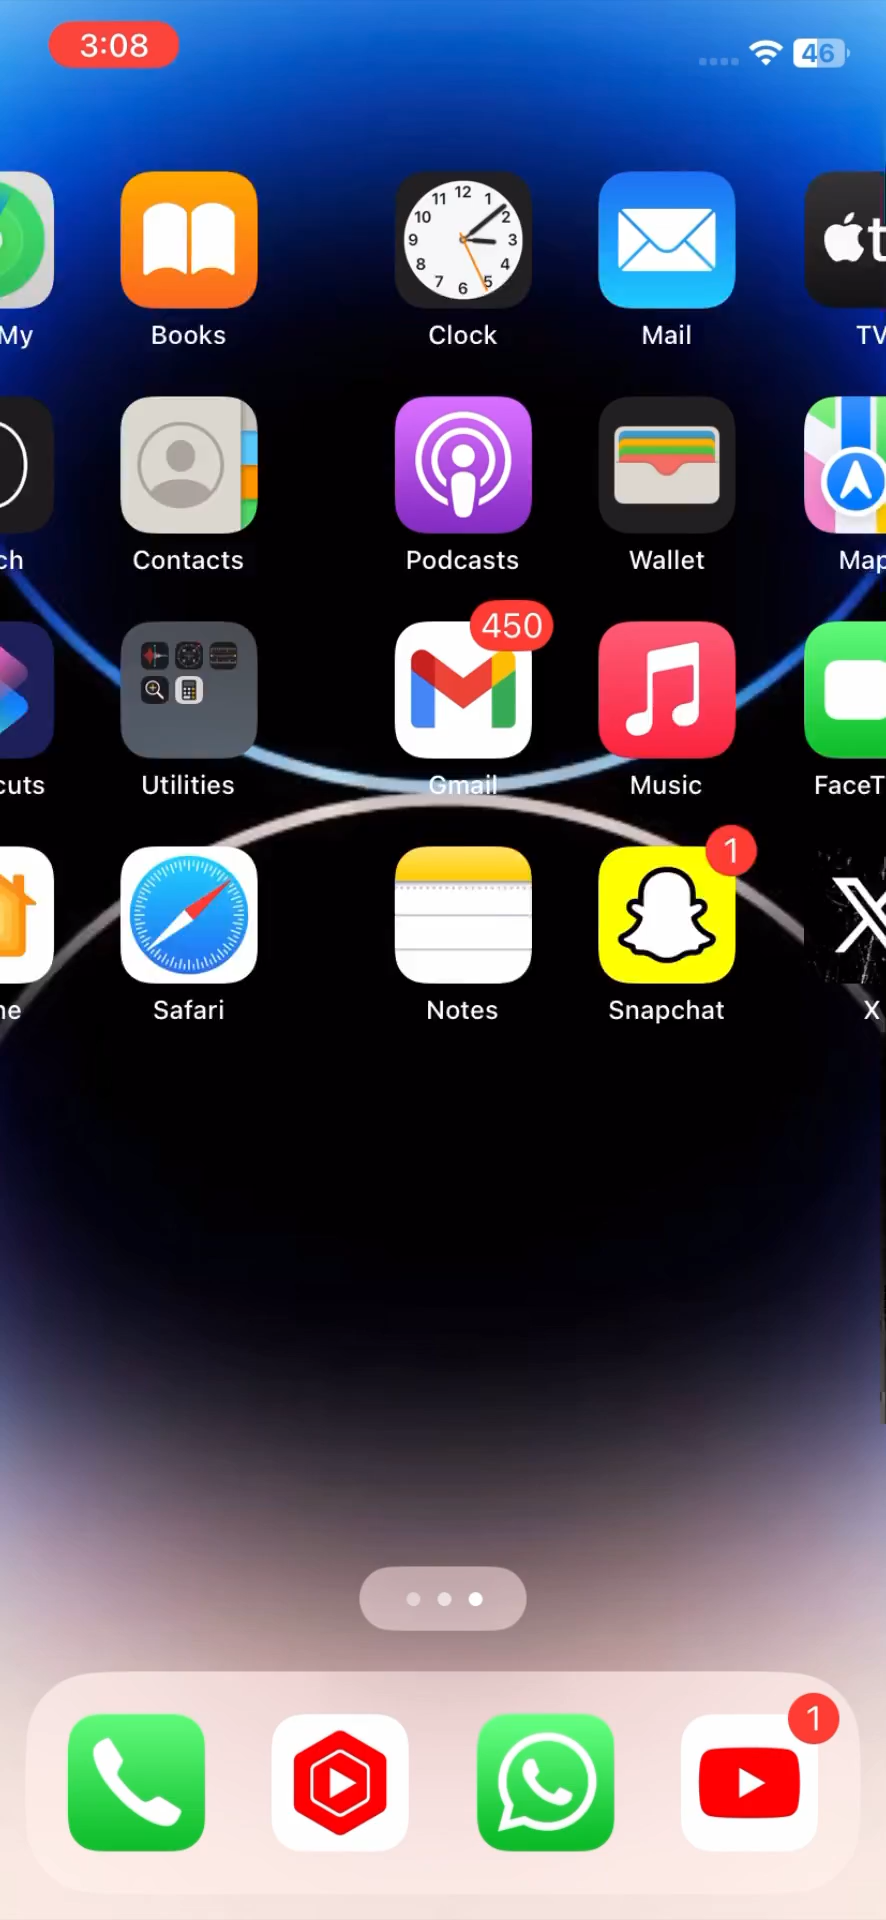 3:08
46
My
Books
Clock
Mail
TV
ch
Contacts
Podcasts
Wallet
Map
450
cuts
Utilities
Gmail
Music
FaceT
1
ne
Safari
Notes
Snapchat
X
1